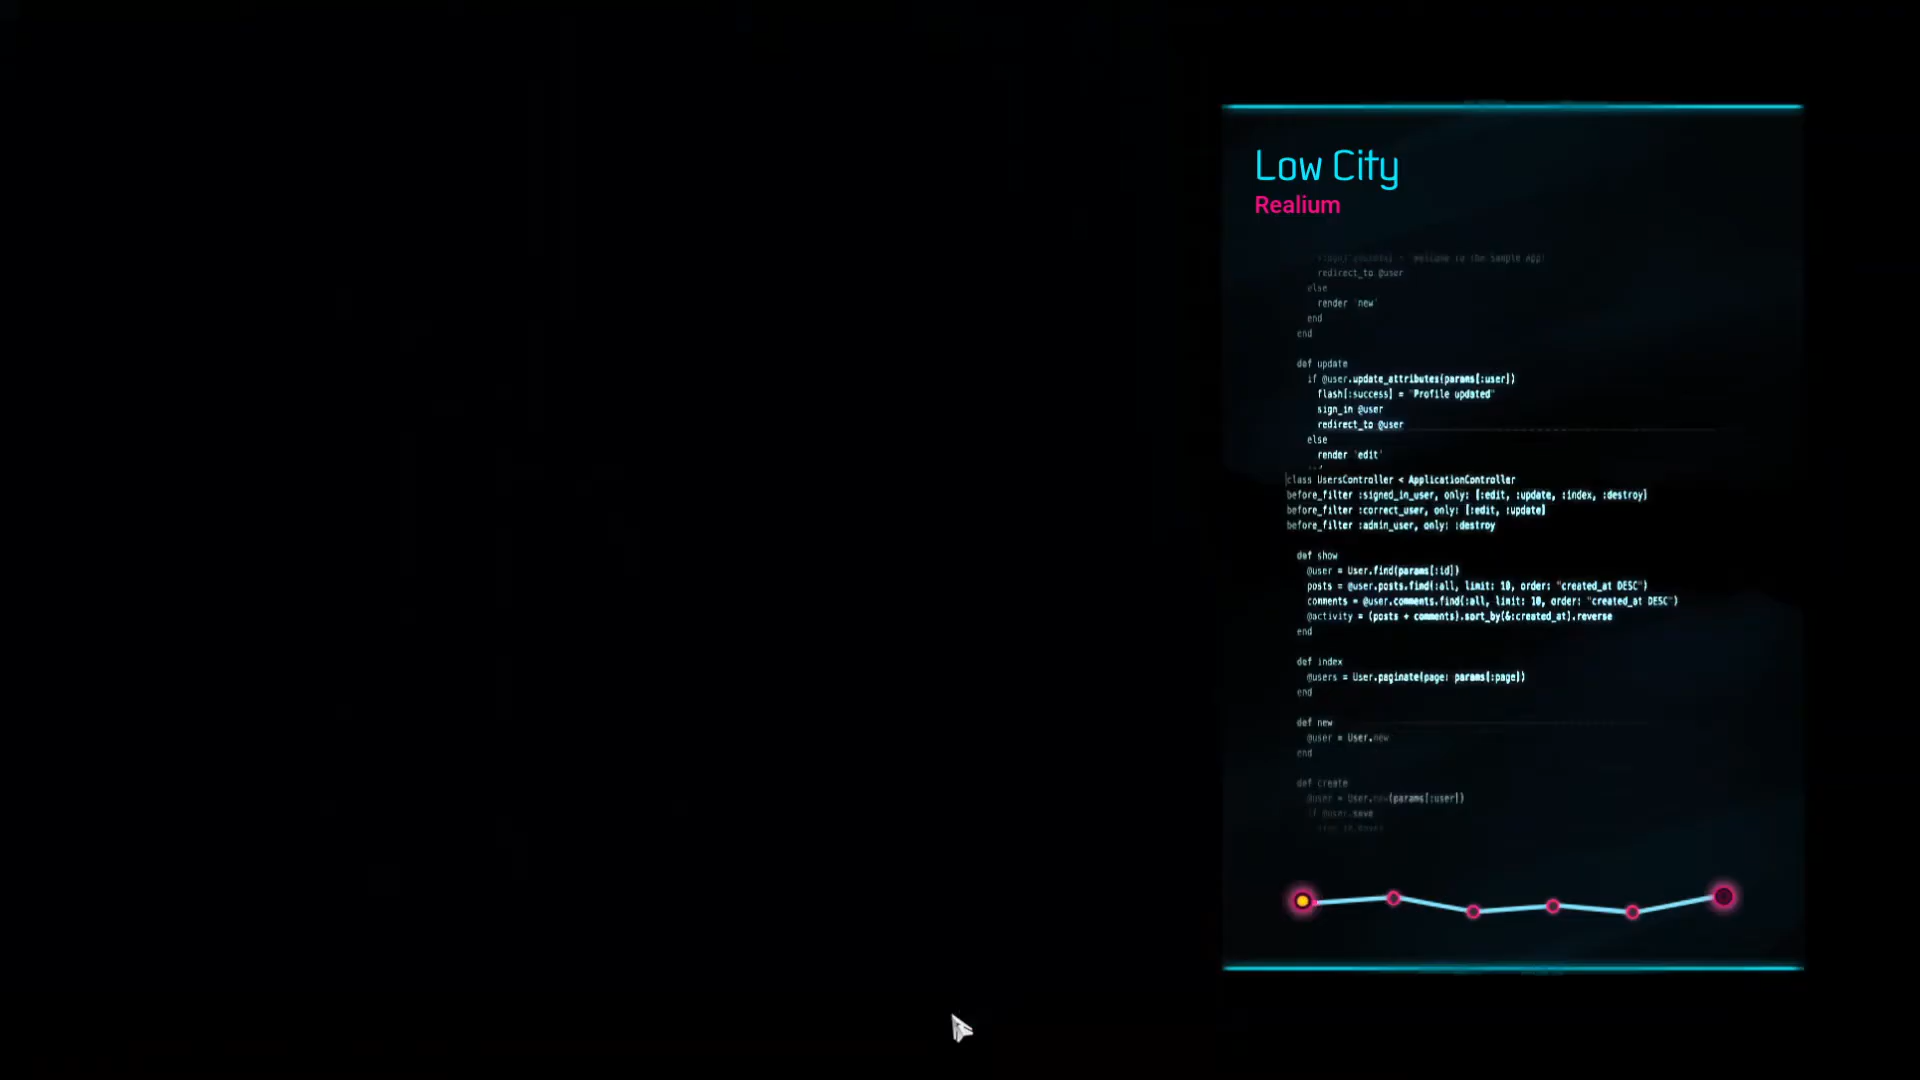 Low City
Realium
redirect_to @user
else
render 'new'
end
end
def update
if @user.update_attributes(params[:user])
flash[:success] = "Profile updated"
sign_in @user
redirect_to @user
else
render 'edit'
class UsersController < ApplicationController
before_filter :signed_in_user, only: [:edit, :update, :index, :destroy]
before_filter :correct_user, only: [:edit, :update]
before_filter :admin_user, only: :destroy
def show
@user = User.find(params[:id])
posts = @user.posts.find(:all, limit: 10, order: "created_at DESC")
comments = @user.comments.find(:all, limit: 10, order: "created_at DESC")
@activity = (posts + comments).sort_by(&:created_at).reverse
end
def index
@users = User.paginate(page: params[:page])
end
def new
@user = User.new
end
def create
@user = User.new(params[:user])
if @user.save